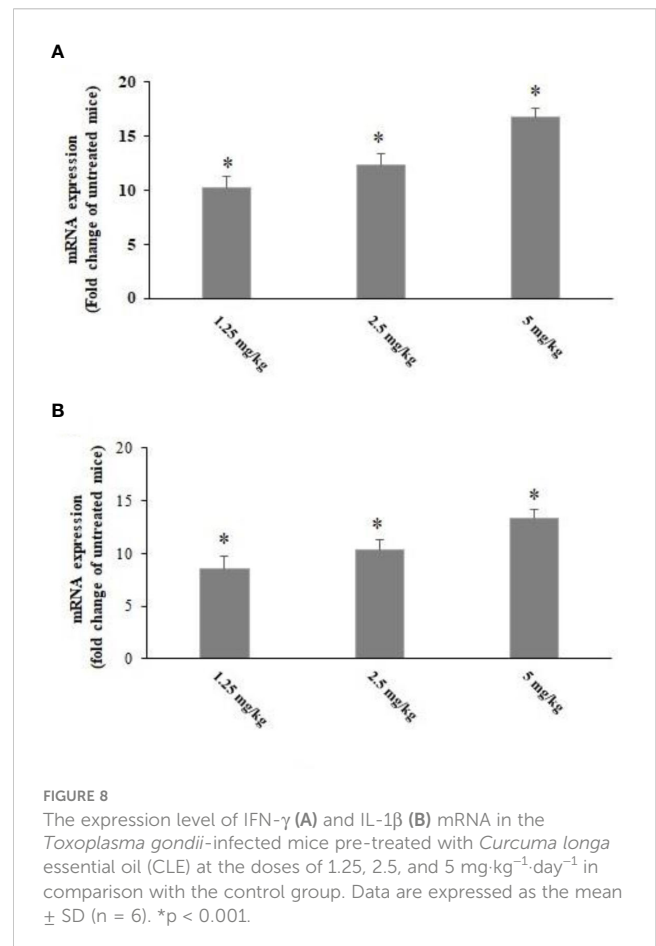 A
mRNA expression
(Fold change of untreated mice)
20
15
10
5
0
*
*
*
1.25 mg/kg
2.5 mg/kg
5 mg/kg
B
mRNA expression
(fold change of untreated mice)
20
15
10
5
0
*
*
*
1.25 mg/kg
2.5 mg/kg
5 mg/kg
FIGURE 8
The expression level of IFN-γ (A) and IL-1β (B) mRNA in the
Toxoplasma gondii-infected mice pre-treated with Curcuma longa
essential oil (CLE) at the doses of 1.25, 2.5, and 5 mg·kg⁻¹·day⁻¹ in
comparison with the control group. Data are expressed as the mean
± SD (n = 6). *p < 0.001.